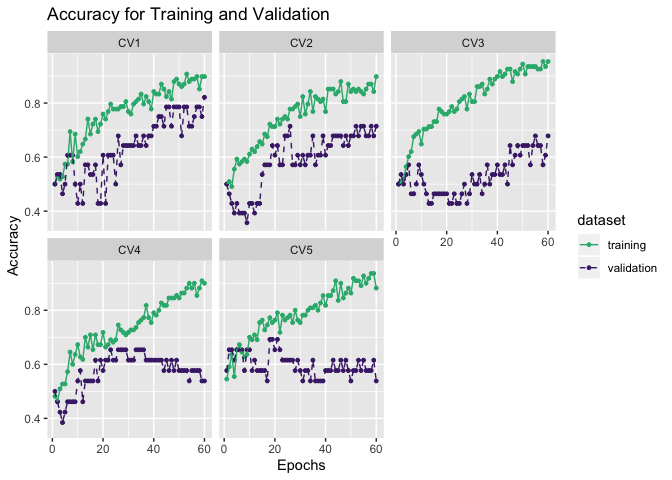 Accuracy for Training and Validation
CV1
CV2
CV3
0.8
0.6
0.4
0
20
40
60
CV4
CV5
0.8
0.6
0.4
0
20
40
60
0
20
40
60
Accuracy
Epochs
dataset
training
validation